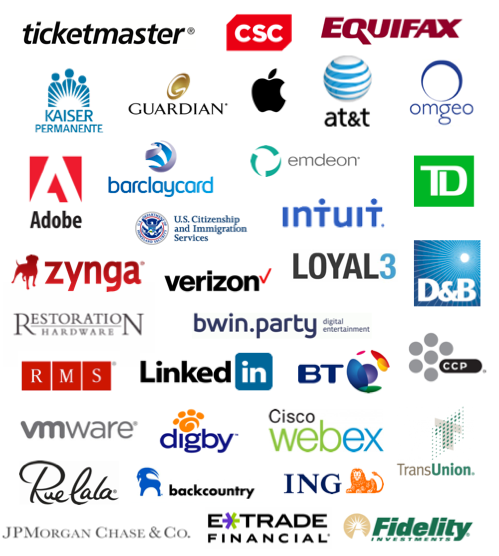 ticketmaster®
CSC
EQUIFAX
KAISER
PERMANENTE
GUARDIAN®
at&t
omgeo
Adobe
barclaycard
emdeon®
TD
U.S. Citizenship
and Immigration
Services
intuit.
zynga®
verizon
LOYAL3
D&B
RESTORATION
HARDWARE
bwin.party
digital
entertainment
RMS®
Linked in
BT
CCP
vmware®
digby
Cisco
webex
TransUnion®
Rue La La
backcountry
ING
JPMORGAN CHASE & CO.
E*TRADE
FINANCIAL®
Fidelity
INVESTMENTS®